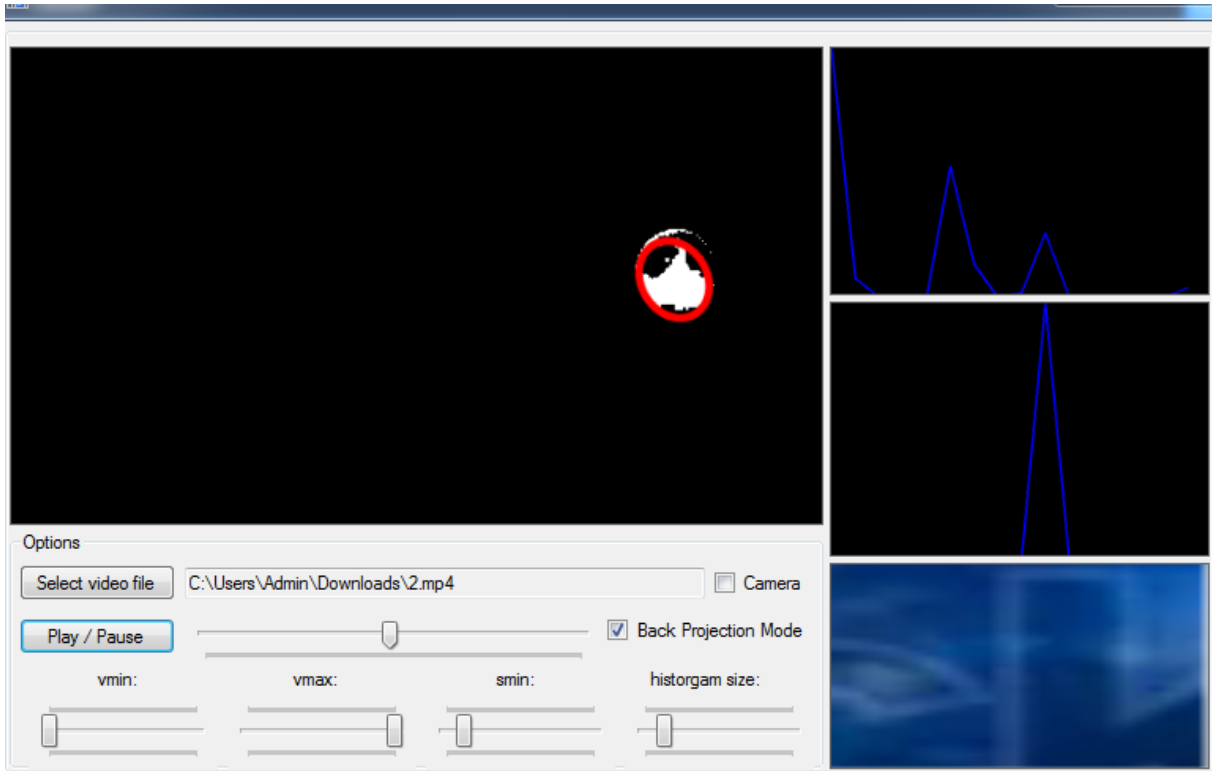 Options
Select video file C:\Users\Admin\Downloads\2.mp4 Camera
Play / Pause Back Projection Mode
vmin: vmax: smin: historgam size: